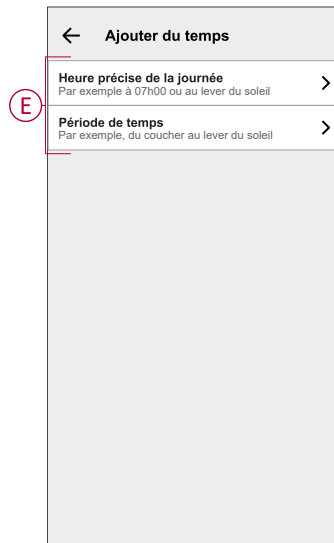 Ajouter du temps
Heure précise de la journée
Par exemple à 07h00 ou au lever du soleil
E
Période de temps
Par exemple, du coucher au lever du soleil